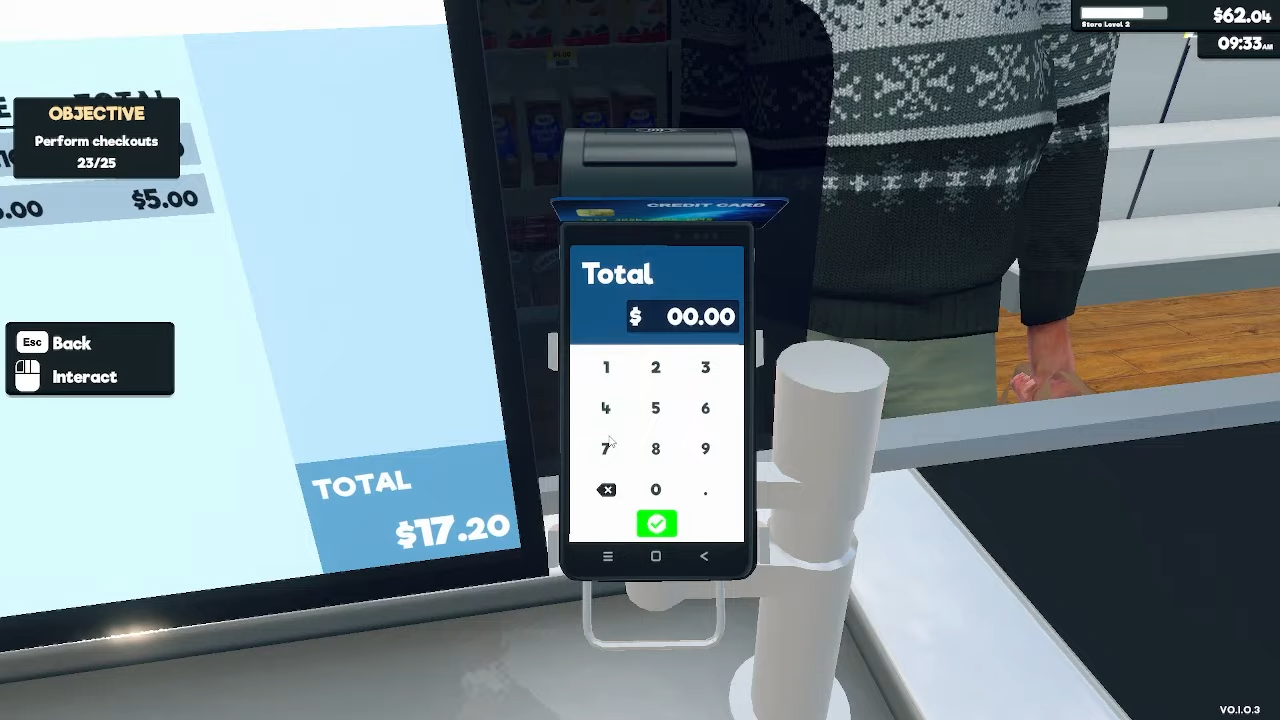 Store Level 2
$62.04
09:33AM
TOTAL
OBJECTIVE
Perform checkouts
23/25
$5.00
Esc Back
Interact
CREDIT CARD
Total
$ 00.00
1 2 3
4 5 6
7 8 9
0 .
TOTAL
$17.20
V0.1.0.3